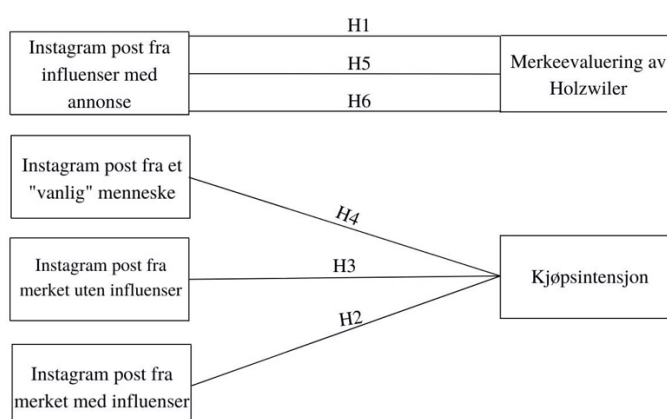 H1
Instagram post fra
influenser med
annonse
H5
H6
Merkeevaluering av
Holzwiler
Instagram post fra et
"vanlig" menneske
H4
Instagram post fra
merket uten influenser
H3
Kjøpsintensjon
H2
Instagram post fra
merket med influenser